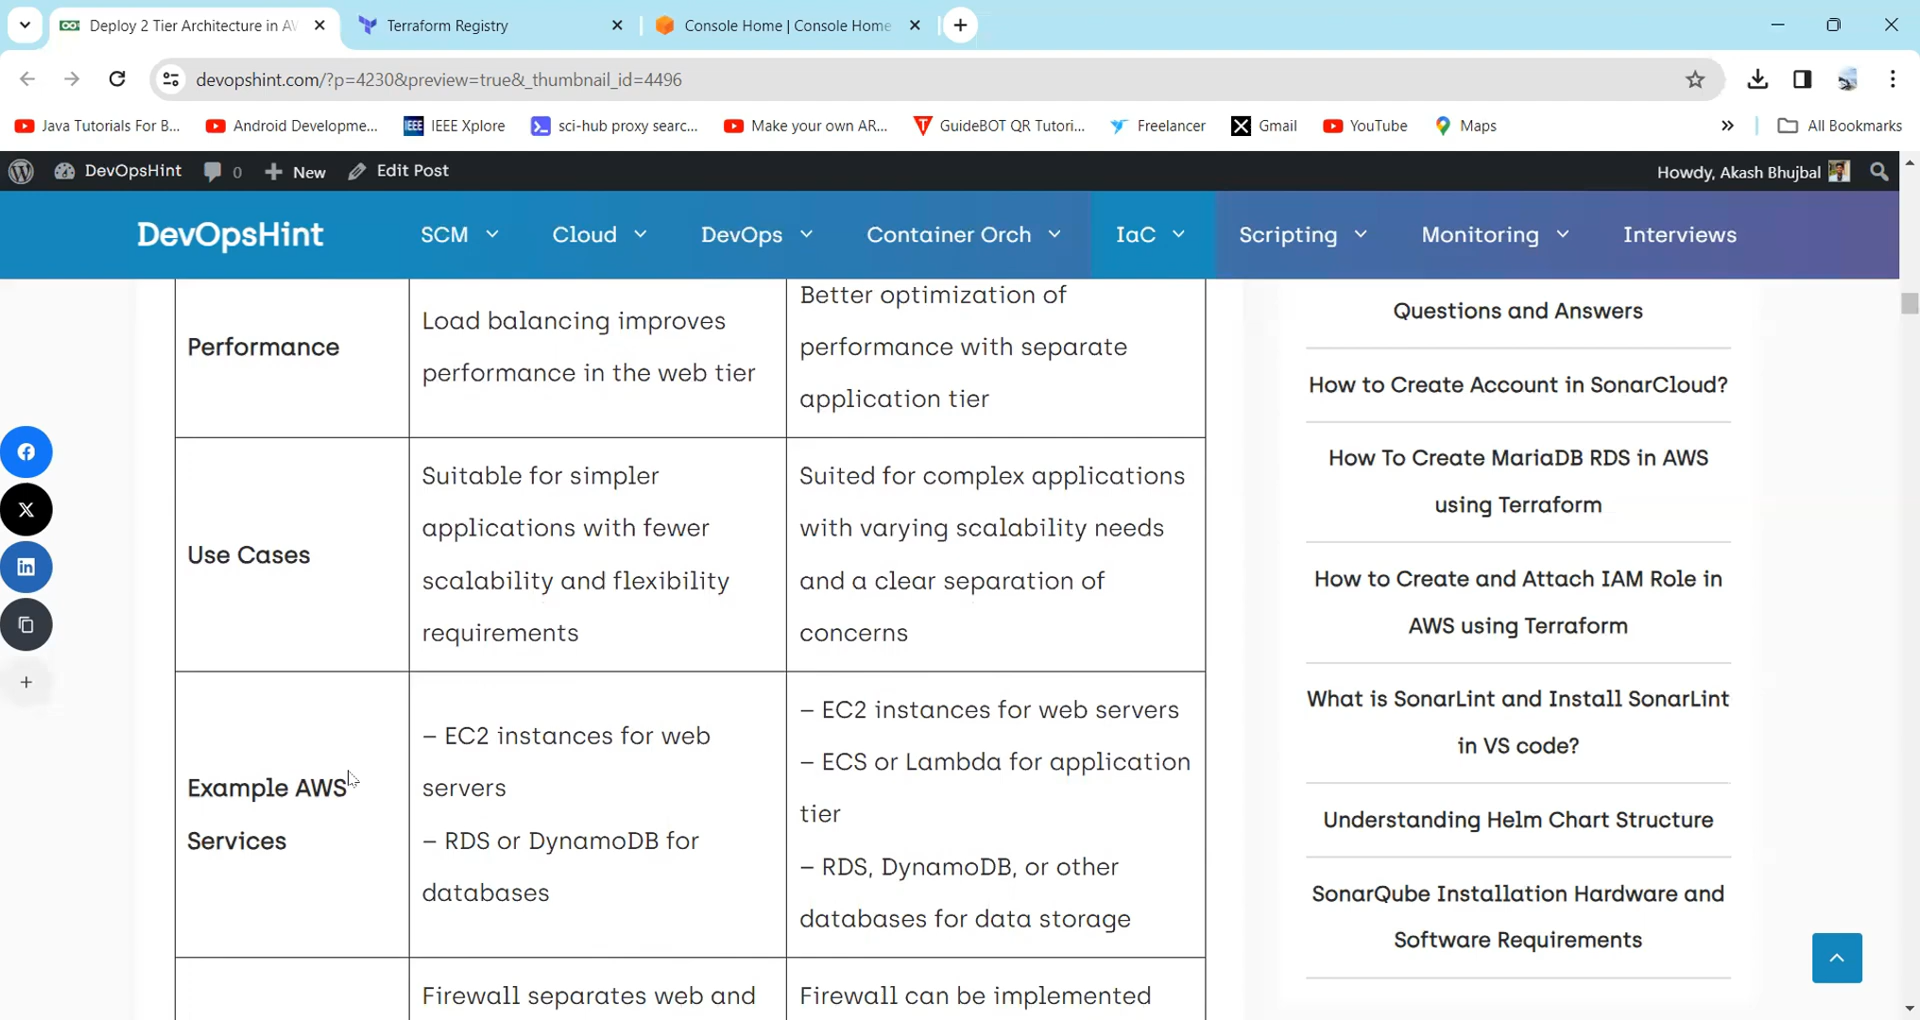 Deploy 2 Tier Architecture in AV
Terraform Registry
Console Home | Console Home
devopshint.com/?p=4230&preview=true&_thumbnail_id=4496
Java Tutorials For B...
Android Developme...
IEEE
IEEE Xplore
sci-hub proxy searc...
Make your own AR...
GuideBOT QR Tutori...
Freelancer
Gmail
YouTube
Maps
All Bookmarks
DevOpsHint
0
New
Edit Post
Howdy, Akash Bhujbal
DevOpsHint
SCM
Cloud
DevOps
Container Orch
IaC
Scripting
Monitoring
Interviews
Performance
Load balancing improves
performance in the web tier
Better optimization of
performance with separate
application tier
Use Cases
Suitable for simpler
applications with fewer
scalability and flexibility
requirements
Suited for complex applications
with varying scalability needs
and a clear separation of
concerns
Example AWS
Services
– EC2 instances for web
servers
– RDS or DynamoDB for
databases
– EC2 instances for web servers
– ECS or Lambda for application
tier
– RDS, DynamoDB, or other
databases for data storage
Firewall separates web and
Firewall can be implemented
Questions and Answers
How to Create Account in SonarCloud?
How To Create MariaDB RDS in AWS
using Terraform
How to Create and Attach IAM Role in
AWS using Terraform
What is SonarLint and Install SonarLint
in VS code?
Understanding Helm Chart Structure
SonarQube Installation Hardware and
Software Requirements